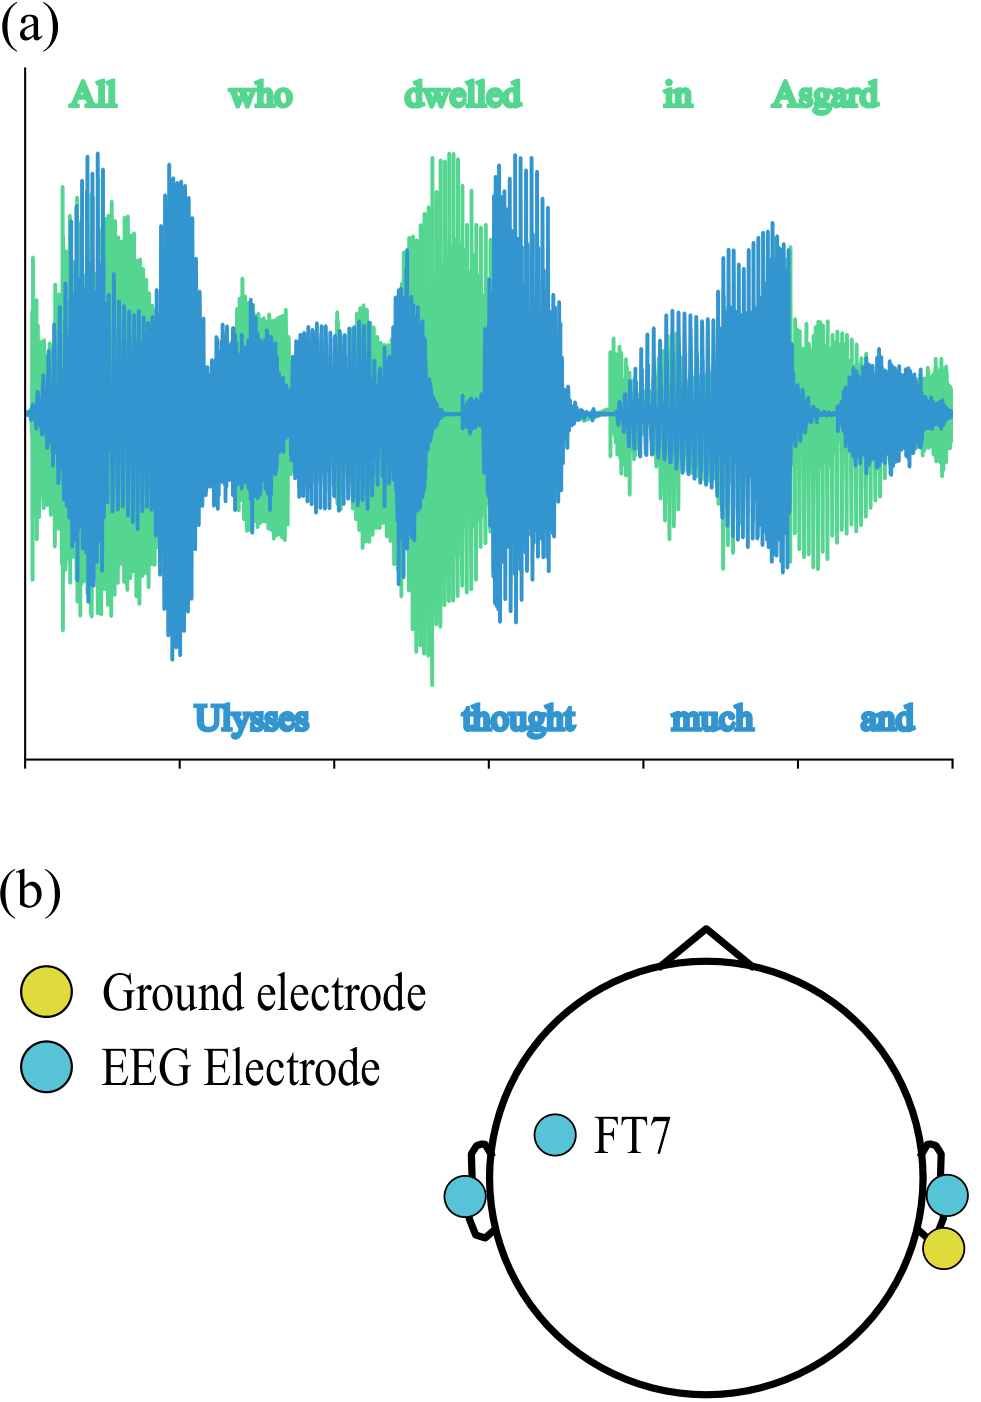 (a)
All who dwelled in Asgard
Ulysses thought much and
(b)
Ground electrode
EEG Electrode
FT7